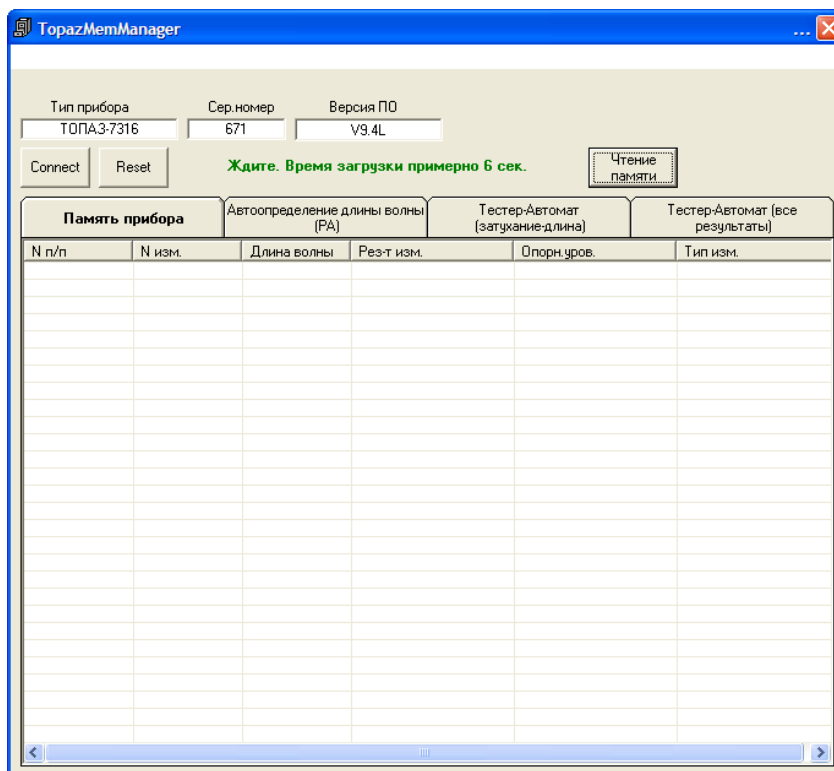 TopazMemManager
...
Тип прибора Сер.номер Версия ПО
ТОПАЗ-7316 671 V9.4L
Connect Reset Ждите. Время загрузки примерно 6 сек. Чтение
памяти
Память прибора Автоопределение длины волны Тестер-Автомат Тестер-Автомат (все
(РА) (затухание-длина) результаты)
N п/п N изм. Длина волны Рез-т изм. Опорн.уров. Тип изм.